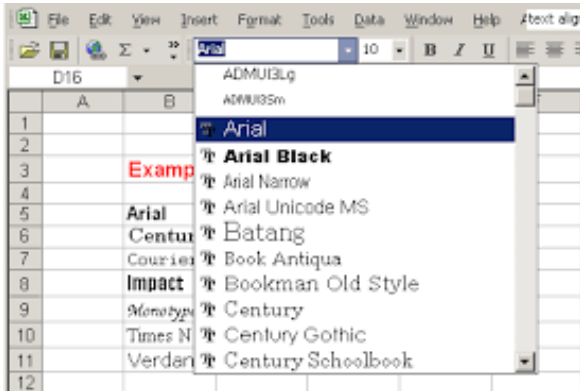 File Edit View Insert Format Tools Data Window Help
Σ Arial 10 B I U
D16
A B
1
2
3 Examp
4
5 Arial
6 Centur
7 Courier
8 Impact
9 Monotype
10 Times N
11 Verdan
12
ADMUI3Lg
ADMUI3Sm
Arial
Arial Black
Arial Narrow
Arial Unicode MS
Batang
Book Antiqua
Bookman Old Style
Century
Century Gothic
Century Schoolbook